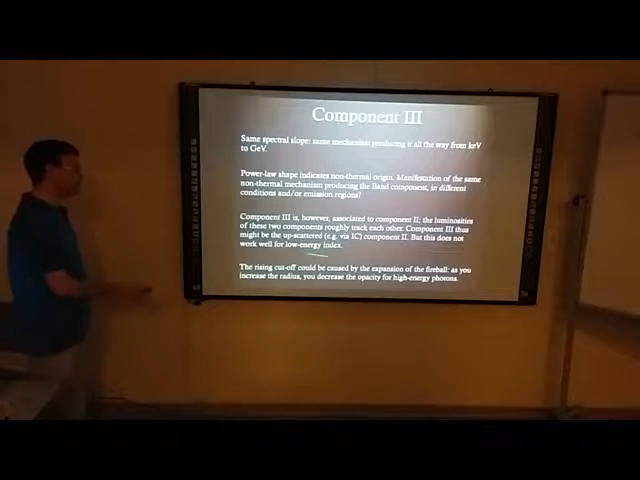 Component III
Same spectral slope: same mechanism producing it all the way from keV
to GeV.
Power-law shape indicates non-thermal origin. Manifestation of the same
non-thermal mechanism producing the Band component, in different
conditions and/or emission regions?
Component III is, however, associated to component II; the luminosities
of these two components roughly track each other. Component III thus
might be the up-scattered (e.g. via IC) component II. But this does not
work well for low-energy index.
The rising cut-off could be caused by the expansion of the fireball: as you
increase the radius, you decrease the opacity for high-energy photons.